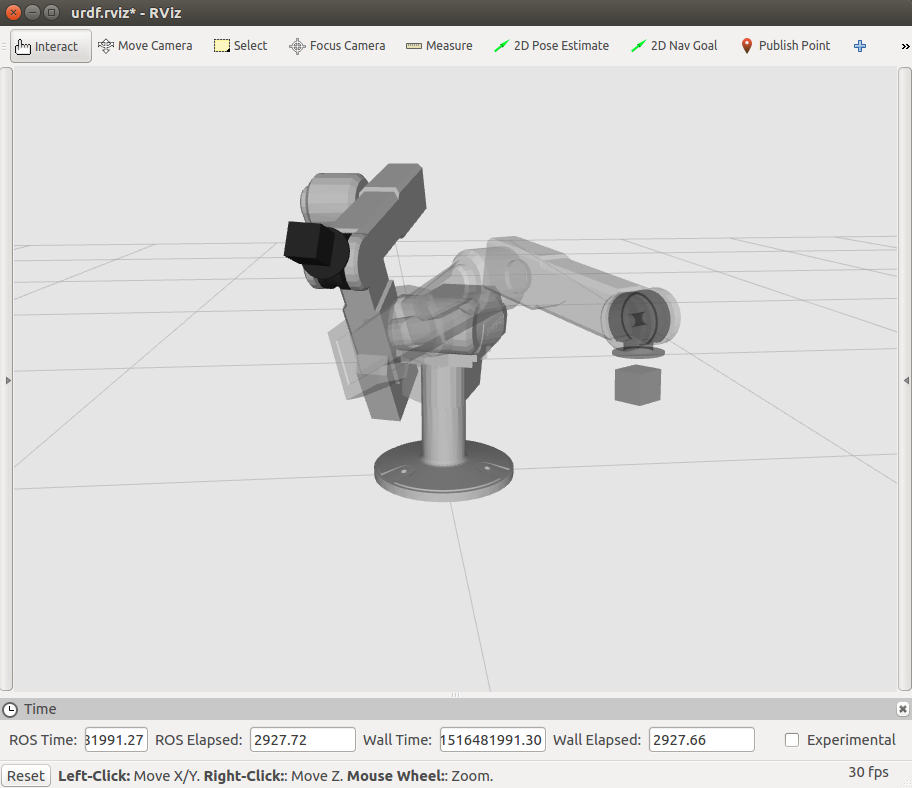 urdf.rviz* - RViz
Interact Move Camera Select Focus Camera Measure 2D Pose Estimate 2D Nav Goal Publish Point »
Time
ROS Time: 31991.27 ROS Elapsed: 2927.72 Wall Time: 1516481991.30 Wall Elapsed: 2927.66 Experimental
Reset Left-Click: Move X/Y. Right-Click:: Move Z. Mouse Wheel:: Zoom. 30 fps